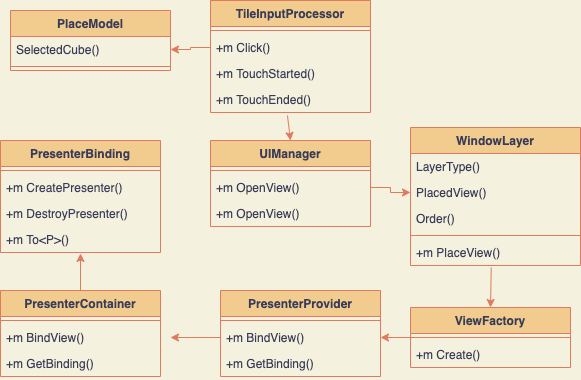 PlaceModel
SelectedCube()
TileInputProcessor
+m Click()
+m TouchStarted()
+m TouchEnded()
PresenterBinding
+m CreatePresenter()
+m DestroyPresenter()
+m To<P>()
UIManager
+m OpenView()
+m OpenView()
WindowLayer
LayerType()
PlacedView()
Order()
+m PlaceView()
PresenterContainer
+m BindView()
+m GetBinding()
PresenterProvider
+m BindView()
+m GetBinding()
ViewFactory
+m Create()